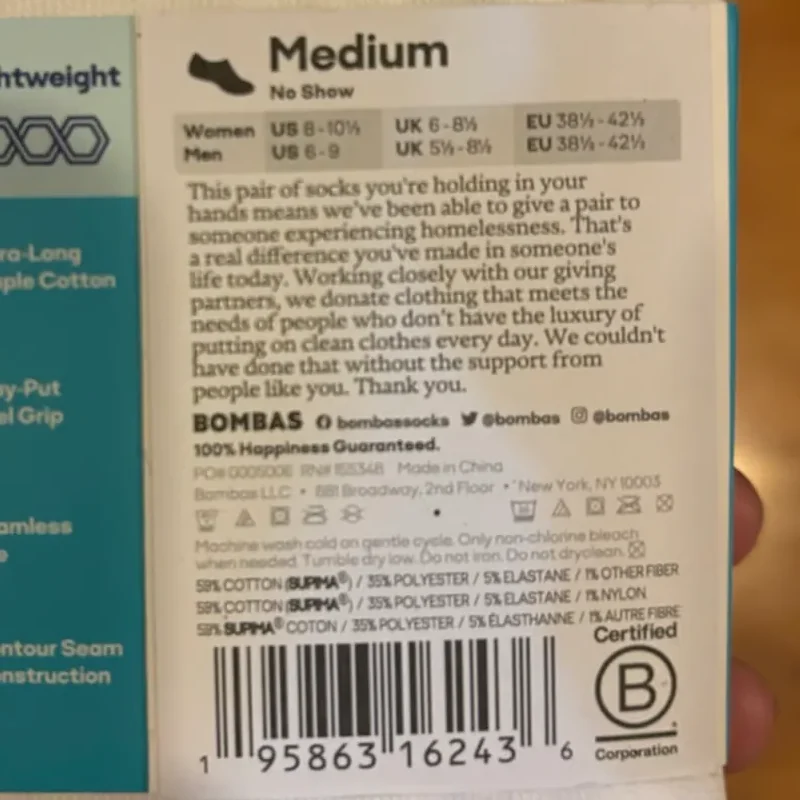 htweight
ra-Long
ple Cotton
ay-Put
el Grip
amless
e
ntour Seam
nstruction
Medium
No Show
Women US 8-10½ UK 6-8½ EU 38½-42½
Men US 6-9 UK 5½-8½ EU 38½-42½
This pair of socks you're holding in your
hands means we've been able to give a pair to
someone experiencing homelessness. That's
a real difference you've made in someone's
life today. Working closely with our giving
partners, we donate clothing that meets the
needs of people who don't have the luxury of
putting on clean clothes every day. We couldn't
have done that without the support from
people like you. Thank you.
BOMBAS bombassocks @bombas @bombas
100% Happiness Guaranteed.
PO# 0005006 RN# 155348 Made in China
Bombas LLC • 881 Broadway, 2nd Floor • New York, NY 10003
Machine wash cold on gentle cycle. Only non-chlorine bleach
when needed. Tumble dry low. Do not iron. Do not dryclean.
59% COTTON (SUPIMA®) / 35% POLYESTER / 5% ELASTANE / 1% OTHER FIBER
59% COTTON (SUPIMA®) / 35% POLYESTER / 5% ELASTANE / 1% NYLON
59% SUPIMA® COTON / 35% POLYESTER / 5% ÉLASTHANNE / 1% AUTRE FIBRE
Certified
B
Corporation
1 95863 16243 6